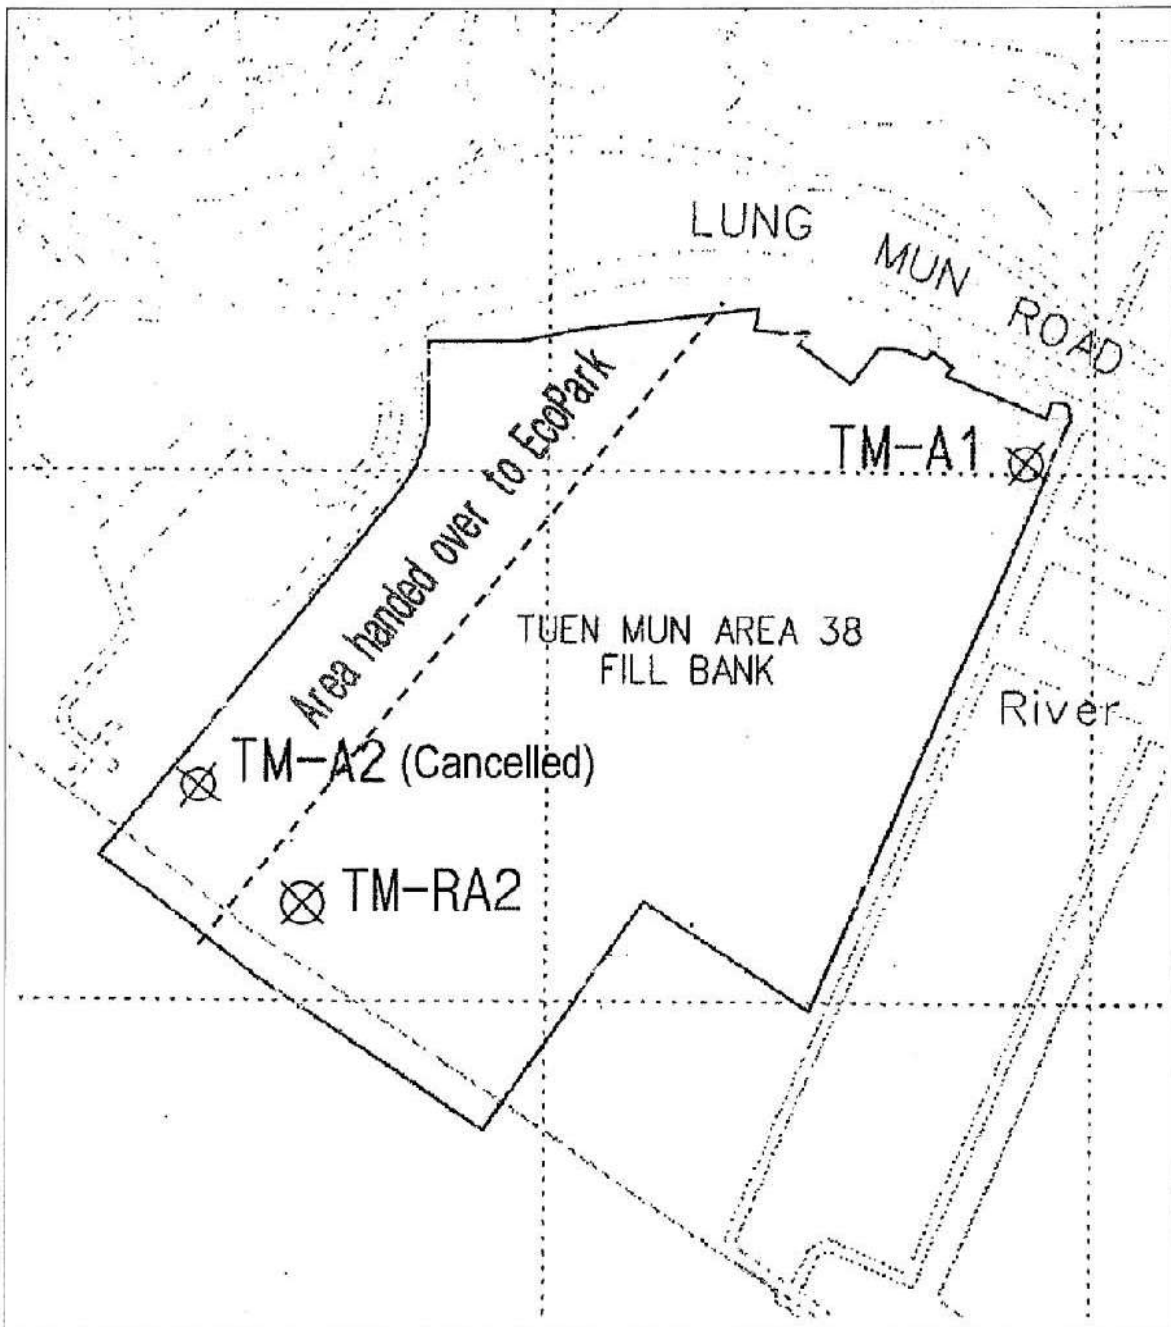 LUNG MUN ROAD
Area handed over to EcoPark
TM-A1
TUEN MUN AREA 38
FILL BANK
River
TM-A2 (Cancelled)
TM-RA2